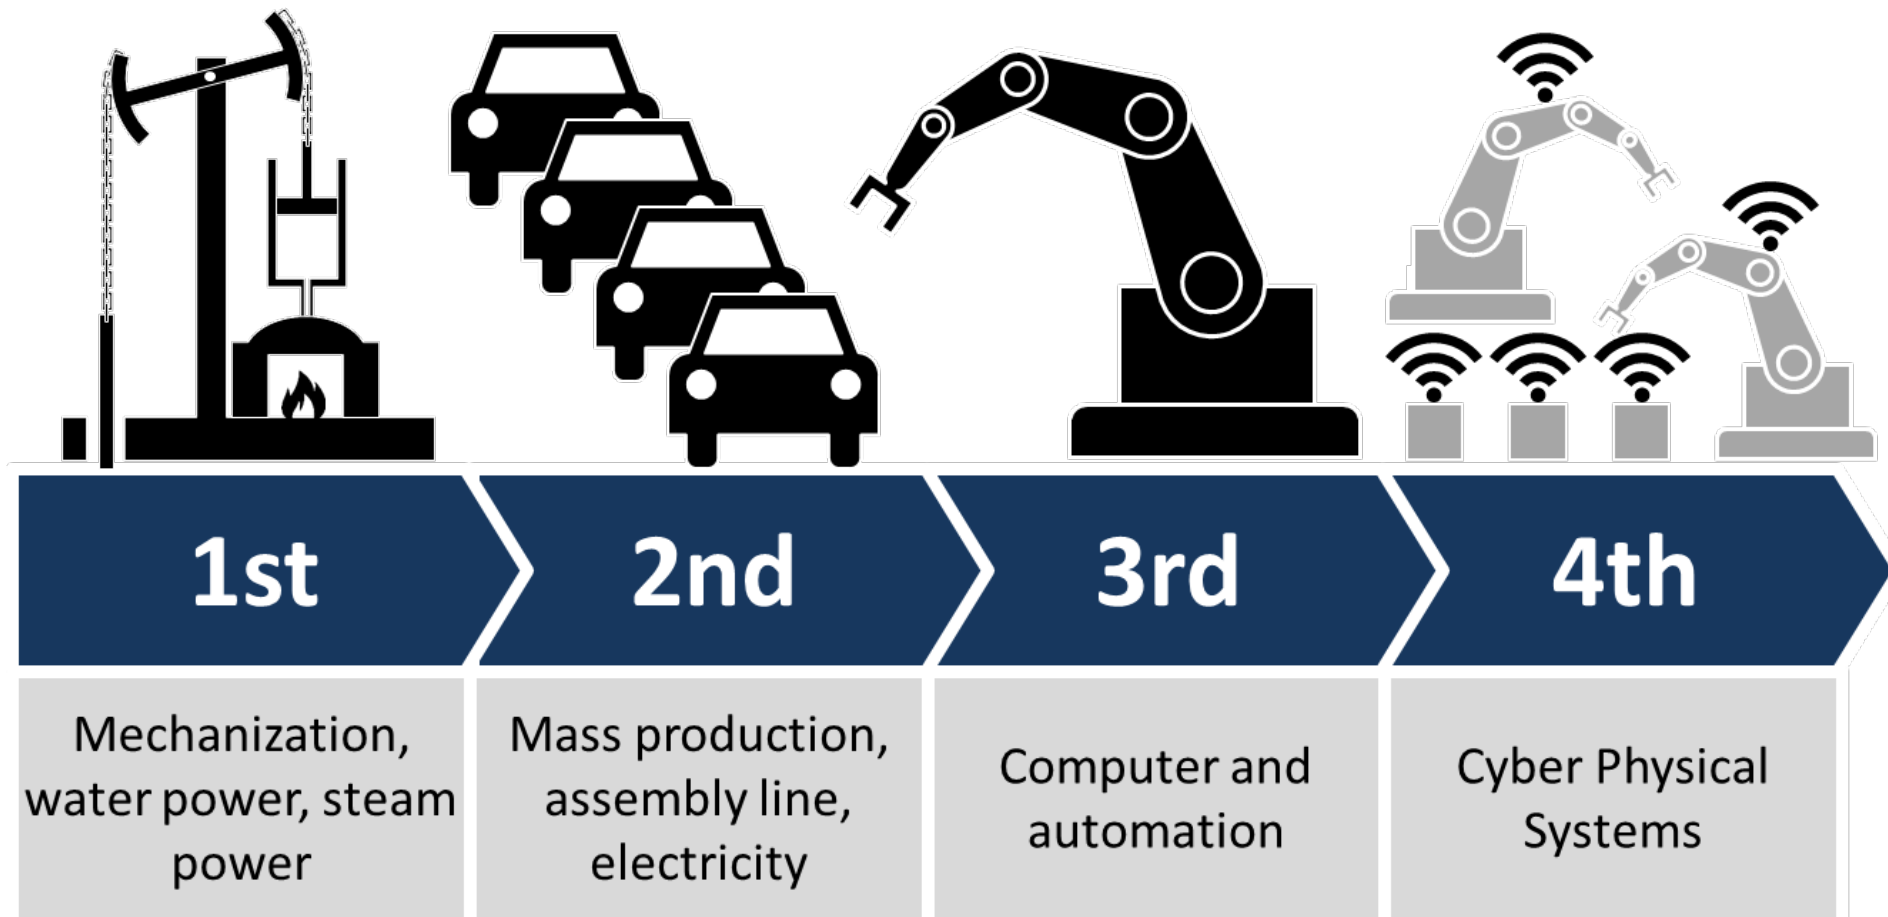 1st
2nd
3rd
4th
Mechanization,
water power, steam
power
Mass production,
assembly line,
electricity
Computer and
automation
Cyber Physical
Systems